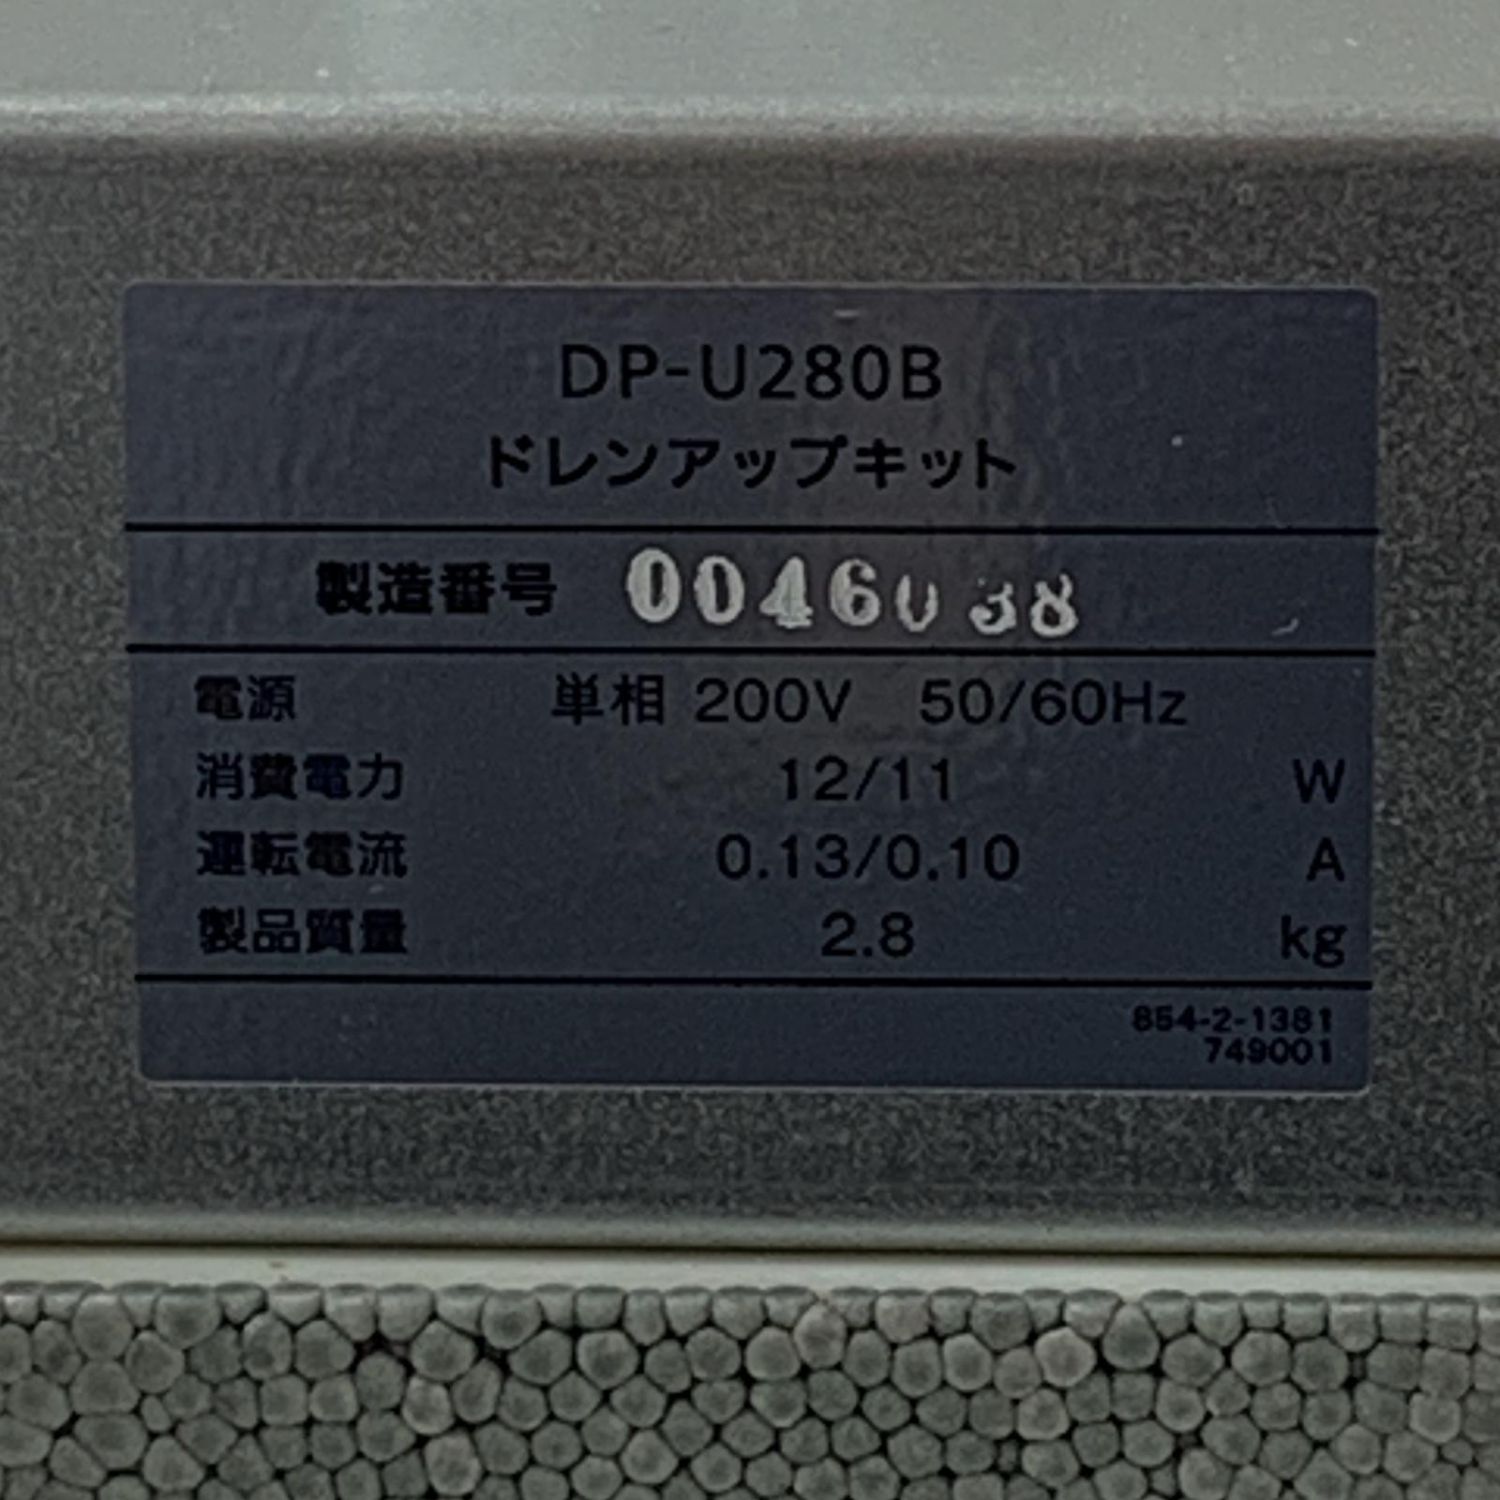 DP-U280B
ドレンアップキット
製造番号 0046038
電源 単相 200V 50/60Hz
消費電力 12/11 W
運転電流 0.13/0.10 A
製品質量 2.8 kg
854-2-1381
749001